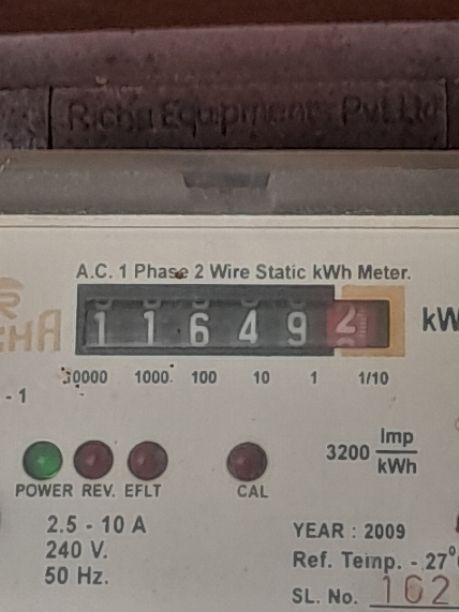 Richa Equipments Pvt. Ltd
A.C. 1 Phase 2 Wire Static kWh Meter.
1 1 6 4 9 2
10000 1000 100 10 1 1/10
- 1
3200 Imp/kWh
POWER REV. EFLT CAL
2.5 - 10 A
240 V.
50 Hz.
YEAR : 2009
Ref. Temp. - 27°
SL. No. 162